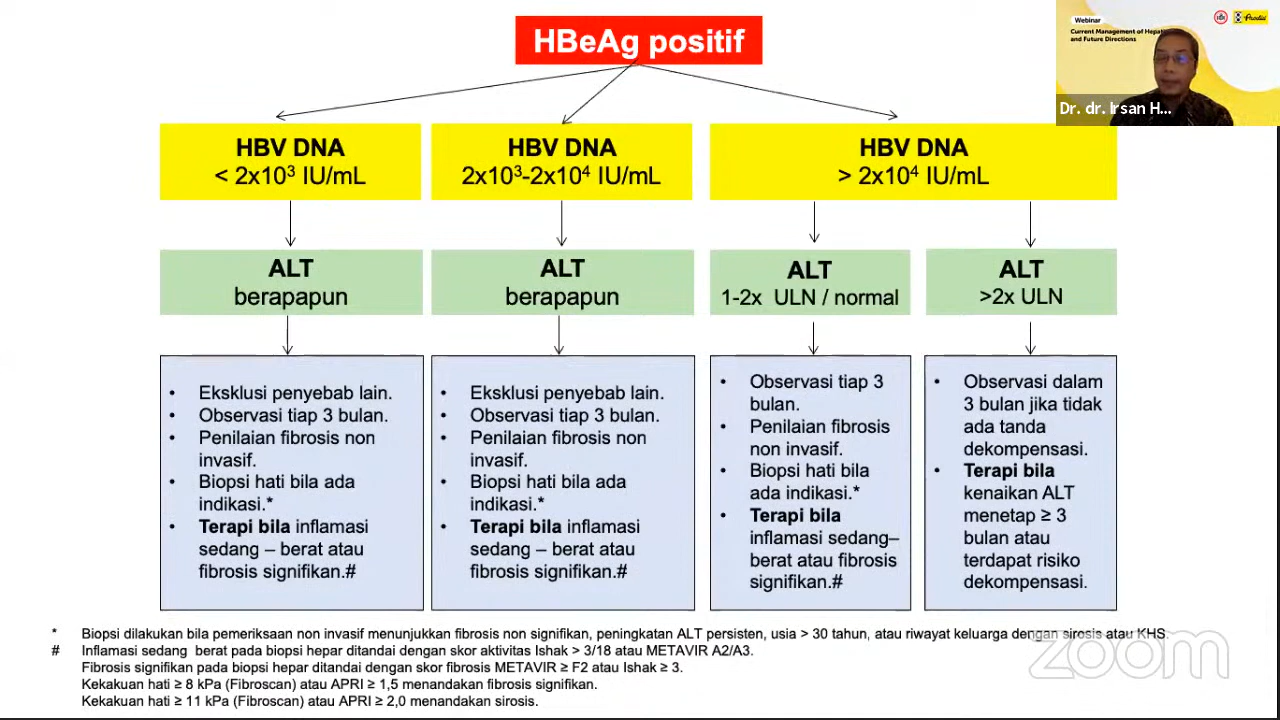 HBeAg positif
Webinar
Current Management of Hepati
and Future Directions
Prodia
Dr. dr. Irsan H...
HBV DNA
< 2x10³ IU/mL
HBV DNA
2x10³-2x10⁴ IU/mL
HBV DNA
> 2x10⁴ IU/mL
ALT
berapapun
ALT
berapapun
ALT
1-2x ULN / normal
ALT
>2x ULN
• Eksklusi penyebab lain.
• Observasi tiap 3 bulan.
• Penilaian fibrosis non
invasif.
• Biopsi hati bila ada
indikasi.*
• Terapi bila inflamasi
sedang – berat atau
fibrosis signifikan.#
• Eksklusi penyebab lain.
• Observasi tiap 3 bulan.
• Penilaian fibrosis non
invasif.
• Biopsi hati bila ada
indikasi.*
• Terapi bila inflamasi
sedang – berat atau
fibrosis signifikan.#
• Observasi tiap 3
bulan.
• Penilaian fibrosis
non invasif.
• Biopsi hati bila
ada indikasi.*
• Terapi bila
inflamasi sedang–
berat atau fibrosis
signifikan.#
• Observasi dalam
3 bulan jika tidak
ada tanda
dekompensasi.
• Terapi bila
kenaikan ALT
menetap ≥ 3
bulan atau
terdapat risiko
dekompensasi.
* Biopsi dilakukan bila pemeriksaan non invasif menunjukkan fibrosis non signifikan, peningkatan ALT persisten, usia > 30 tahun, atau riwayat keluarga dengan sirosis atau KHS.
# Inflamasi sedang berat pada biopsi hepar ditandai dengan skor aktivitas Ishak > 3/18 atau METAVIR A2/A3.
Fibrosis signifikan pada biopsi hepar ditandai dengan skor fibrosis METAVIR ≥ F2 atau Ishak ≥ 3.
Kekakuan hati ≥ 8 kPa (Fibroscan) atau APRI ≥ 1,5 menandakan fibrosis signifikan.
Kekakuan hati ≥ 11 kPa (Fibroscan) atau APRI ≥ 2,0 menandakan sirosis.
zoom